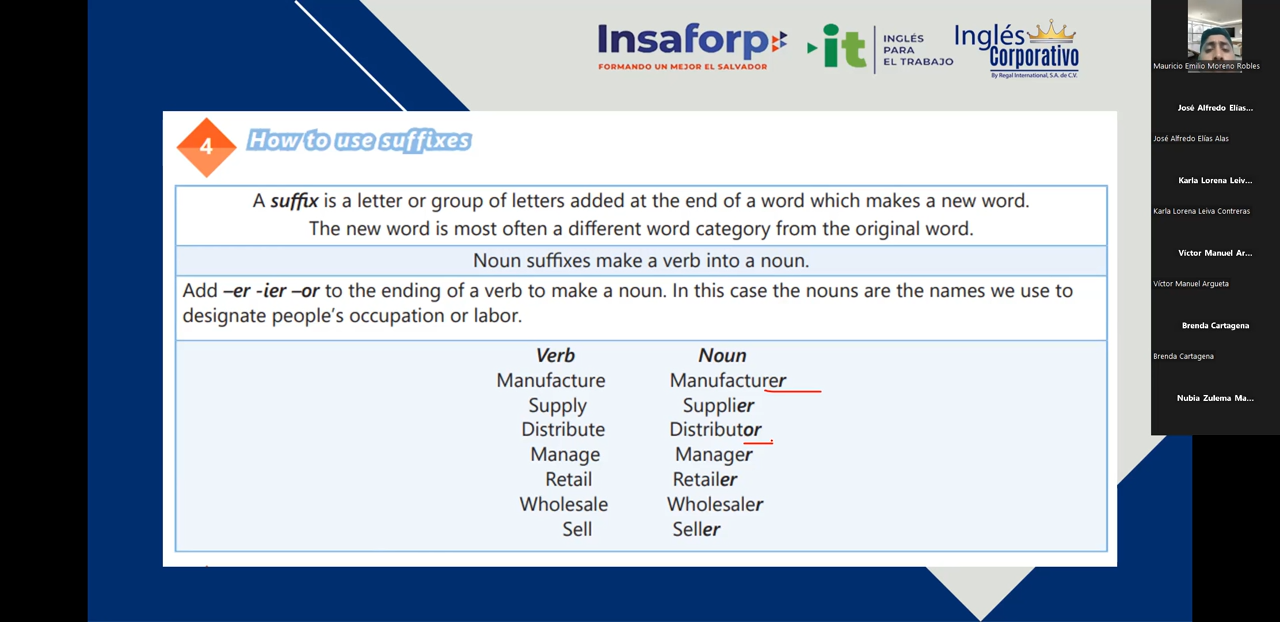 Insaforp
FORMANDO UN MEJOR EL SALVADOR
it
INGLÉS
PARA
EL TRABAJO
Inglés
Corporativo
By Regal International, S.A. de C.V.
4
How to use suffixes
A suffix is a letter or group of letters added at the end of a word which makes a new word.
The new word is most often a different word category from the original word.
Noun suffixes make a verb into a noun.
Add –er -ier –or to the ending of a verb to make a noun. In this case the nouns are the names we use to
designate people's occupation or labor.
Verb Noun
Manufacture Manufacturer
Supply Supplier
Distribute Distributor
Manage Manager
Retail Retailer
Wholesale Wholesaler
Sell Seller
Mauricio Emilio Moreno Robles
José Alfredo Elías...
José Alfredo Elías Alas
Karla Lorena Leiv...
Karla Lorena Leiva Contreras
Víctor Manuel Ar...
Víctor Manuel Argueta
Brenda Cartagena
Brenda Cartagena
Nubia Zulema Ma...